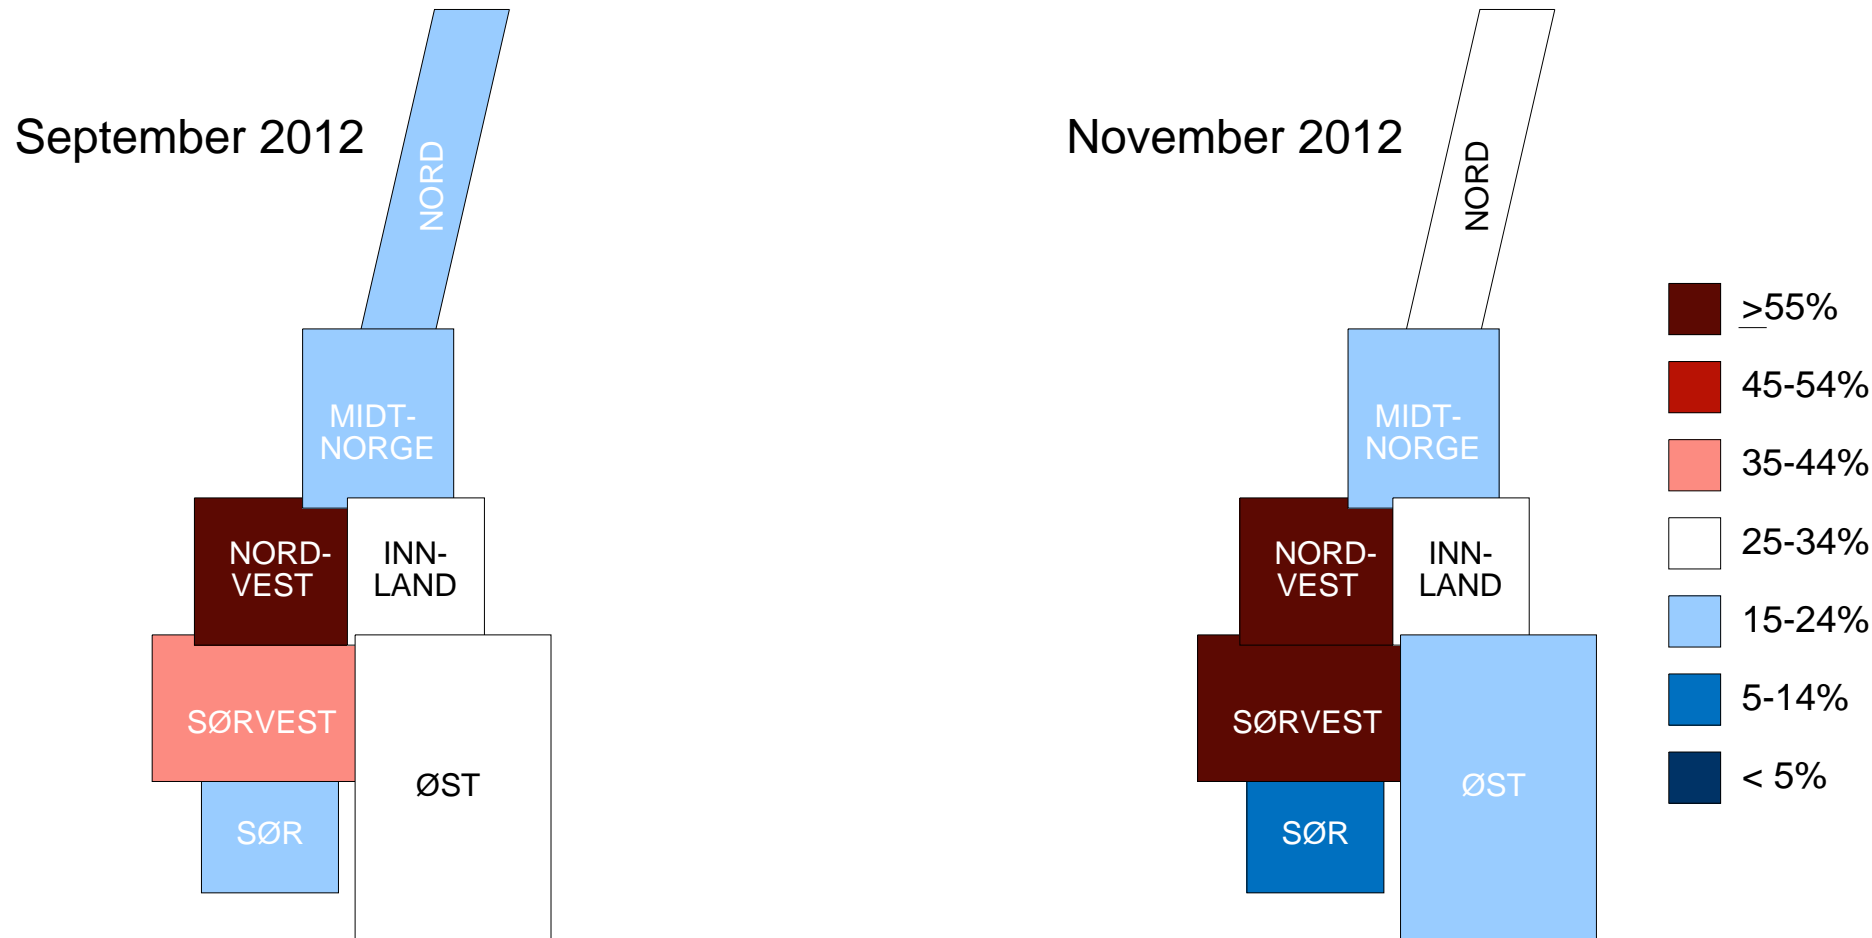 September 2012
NORD
MIDT-
NORGE
NORD-
VEST
INN-
LAND
SØRVEST
ØST
SØR
November 2012
NORD
MIDT-
NORGE
NORD-
VEST
INN-
LAND
SØRVEST
ØST
SØR
>55%
45-54%
35-44%
25-34%
15-24%
5-14%
< 5%